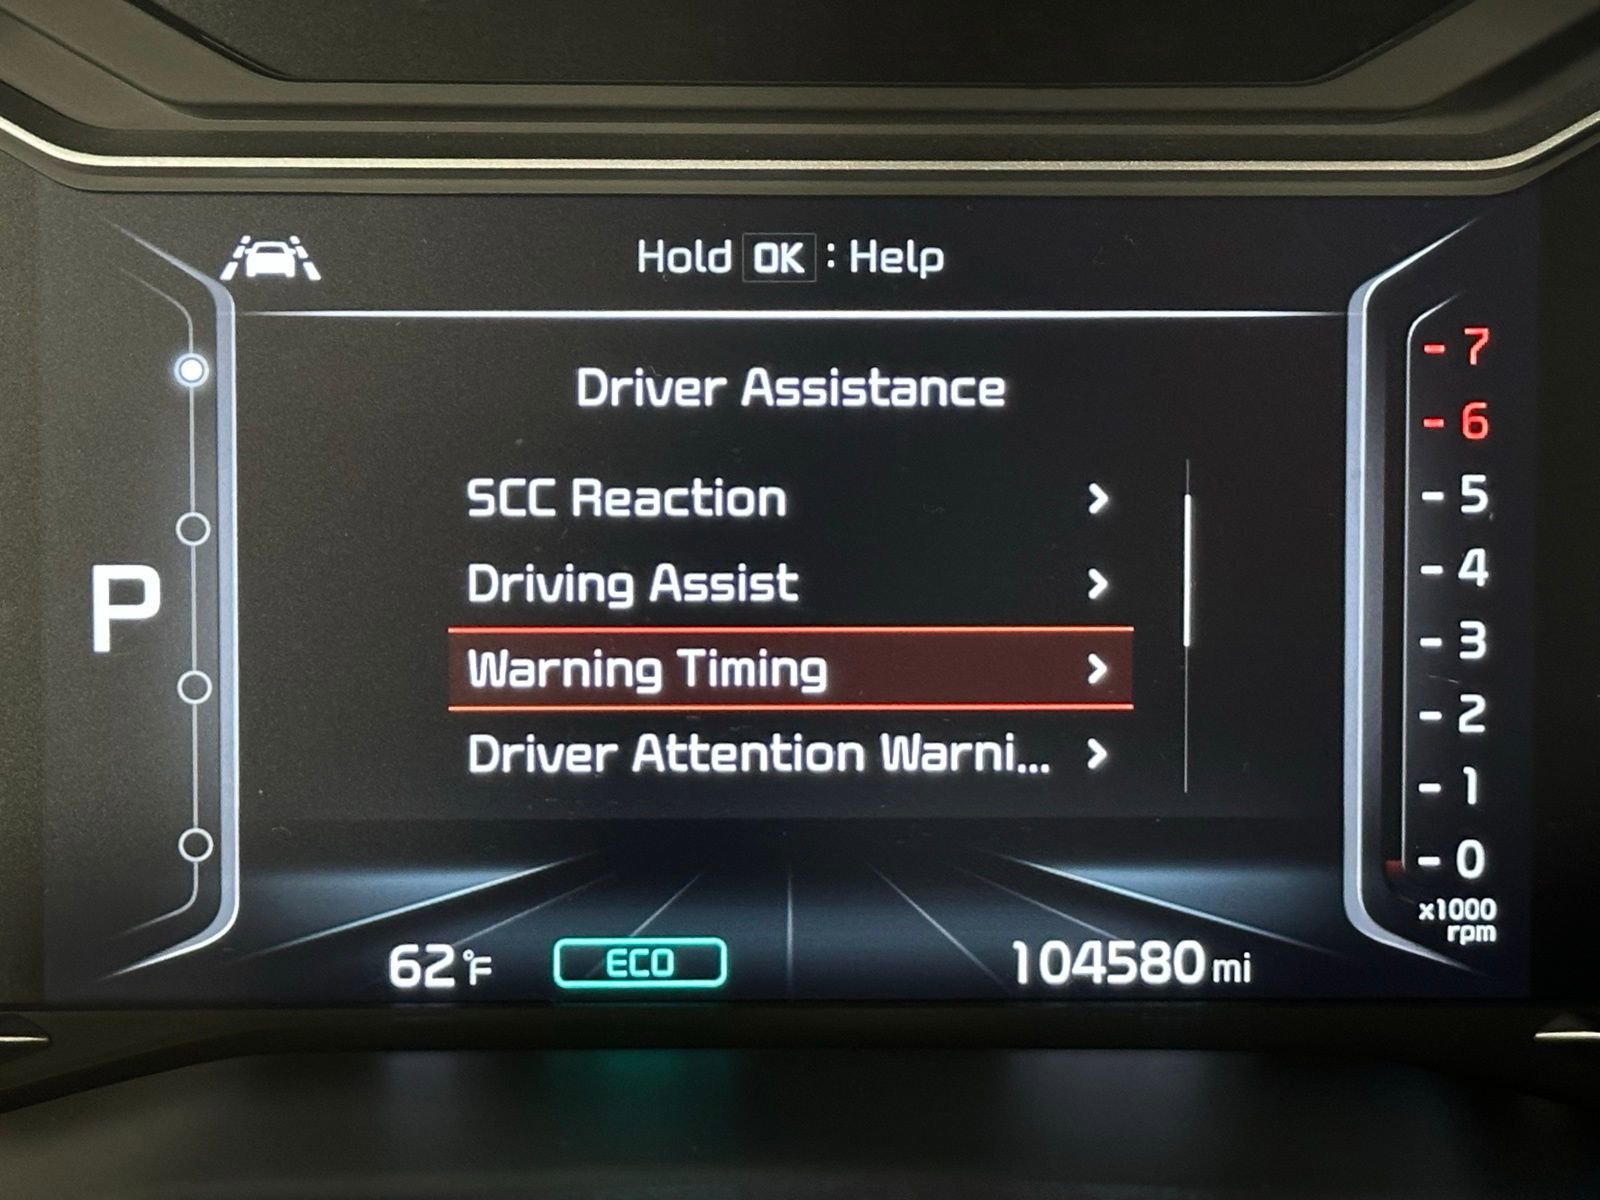 Hold OK : Help
Driver Assistance
SCC Reaction
Driving Assist
Warning Timing
Driver Attention Warni...
P
- 7
- 6
- 5
- 4
- 3
- 2
- 1
- 0
x1000
rpm
62°F
ECO
104580 mi